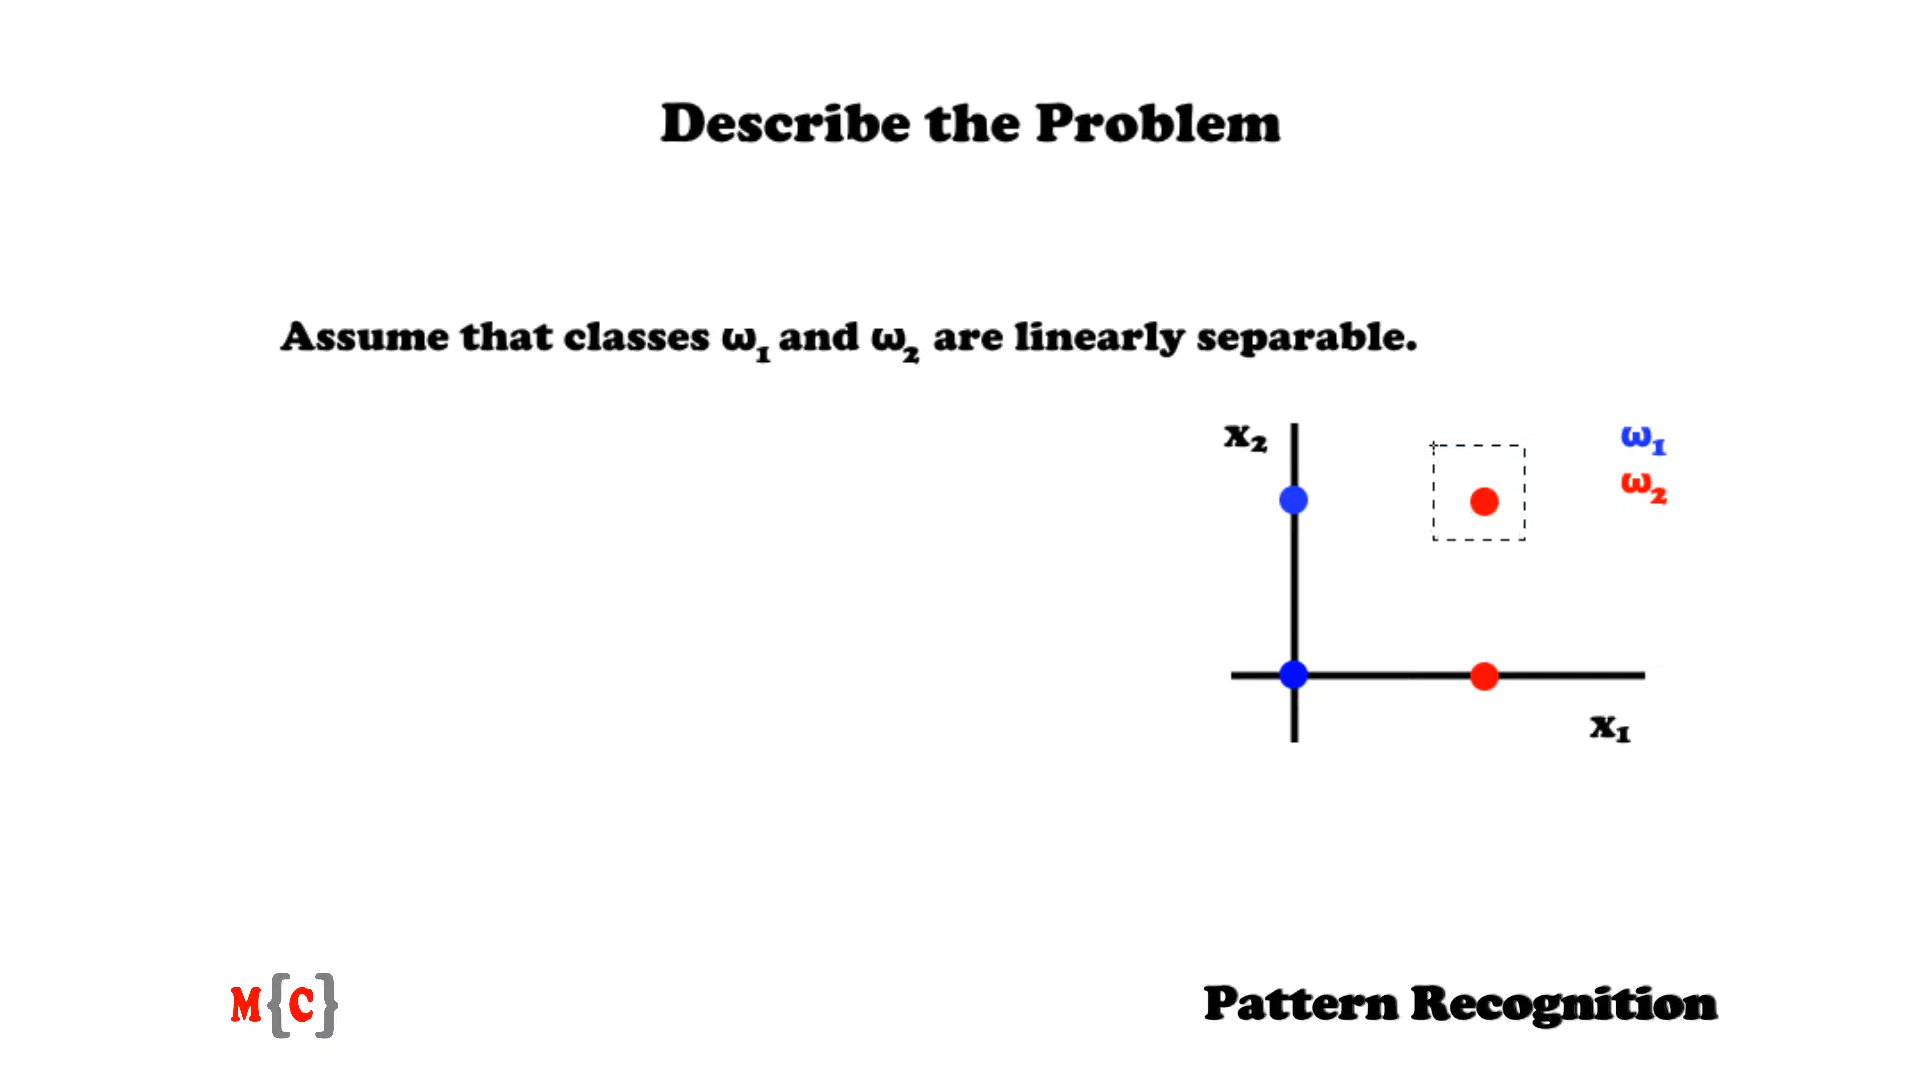 Describe the Problem
Assume that classes ω₁ and ω₂ are linearly separable.
x₂
ω₁
ω₂
x₁
M{C}
Pattern Recognition